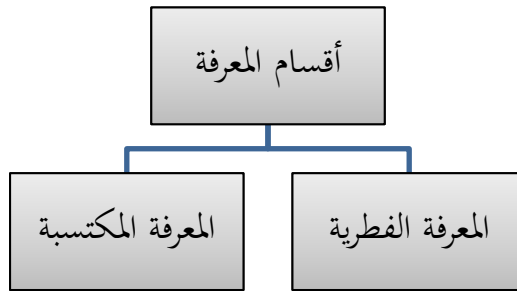 أقسام المعرفة
المعرفة الفطرية
المعرفة المكتسبة